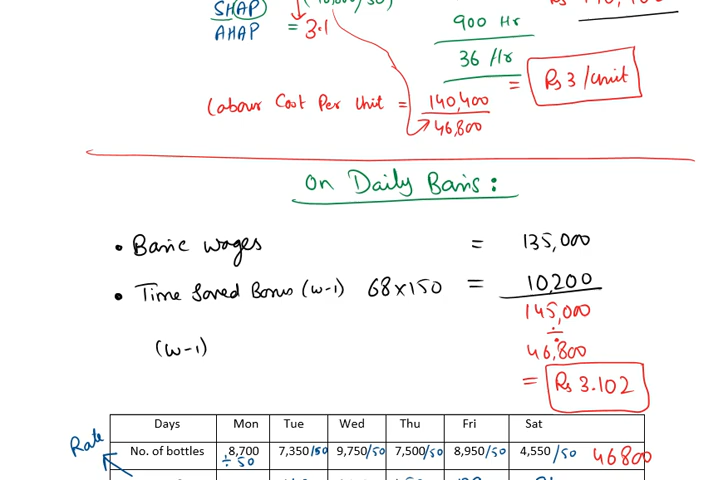 SHAP
AHAP = 3.1
900 Hr
36 /Hr
Labour Cost Per Unit = 140,400 / 46,800 = Rs 3 /unit
On Daily Basis:
• Basic wages = 135,000
• Time Saved Bonus (w-1) 68x150 = 10,200
145,000
÷
(w-1) 46,800
= Rs 3.102
Days Mon Tue Wed Thu Fri Sat
Rate No. of bottles 8,700 ÷50 7,350/50 9,750/50 7,500/50 8,950/50 4,550/50 46800